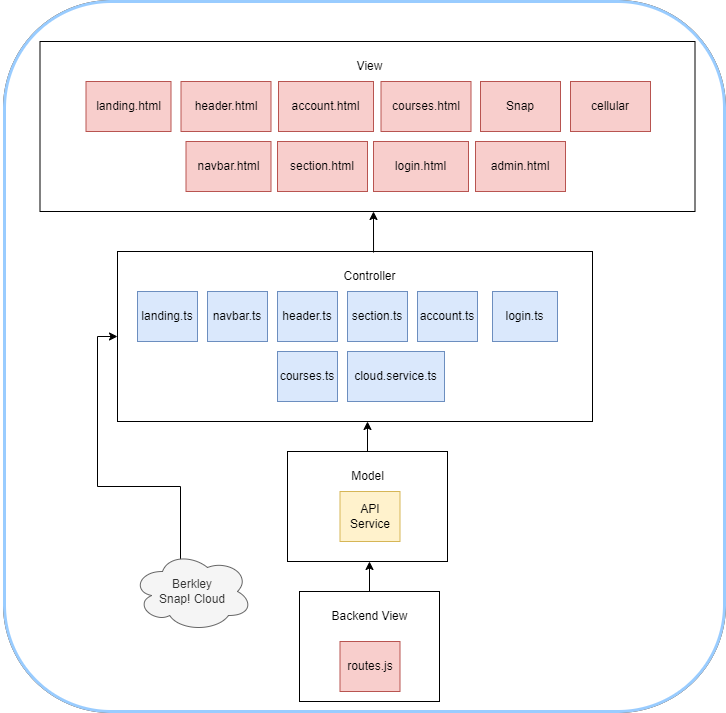 View
landing.html
header.html
account.html
courses.html
Snap
cellular
navbar.html
section.html
login.html
admin.html
Controller
landing.ts
navbar.ts
header.ts
section.ts
account.ts
login.ts
courses.ts
cloud.service.ts
Model
API
Service
Berkley
Snap! Cloud
Backend View
routes.js